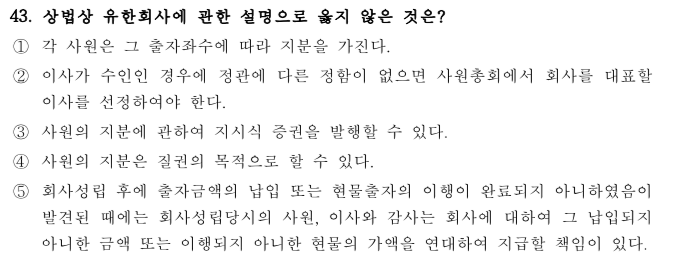 43. 상법상 유한회사에 관한 설명으로 옳지 않은 것은?
① 각 사원은 그 출자좌수에 따라 지분을 가진다.
② 이사가 수인인 경우에 정관에 다른 정함이 없으면 사원총회에서 회사를 대표할
이사를 선정하여야 한다.
③ 사원의 지분에 관하여 지시식 증권을 발행할 수 있다.
④ 사원의 지분은 질권의 목적으로 할 수 있다.
⑤ 회사성립 후에 출자금액의 납입 또는 현물출자의 이행이 완료되지 아니하였음이
발견된 때에는 회사성립당시의 사원, 이사와 감사는 회사에 대하여 그 납입되지
아니한 금액 또는 이행되지 아니한 현물의 가액을 연대하여 지급할 책임이 있다.